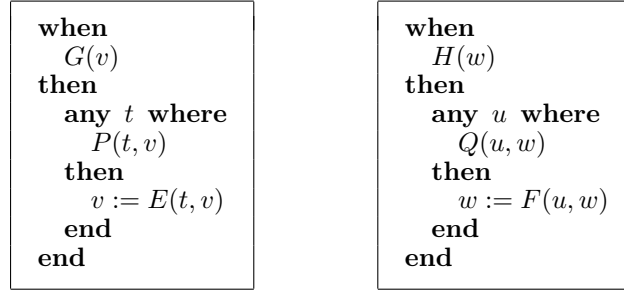 when
G(v)
then
any t where
P(t, v)
then
v := E(t, v)
end
end
when
H(w)
then
any u where
Q(u, w)
then
w := F(u, w)
end
end